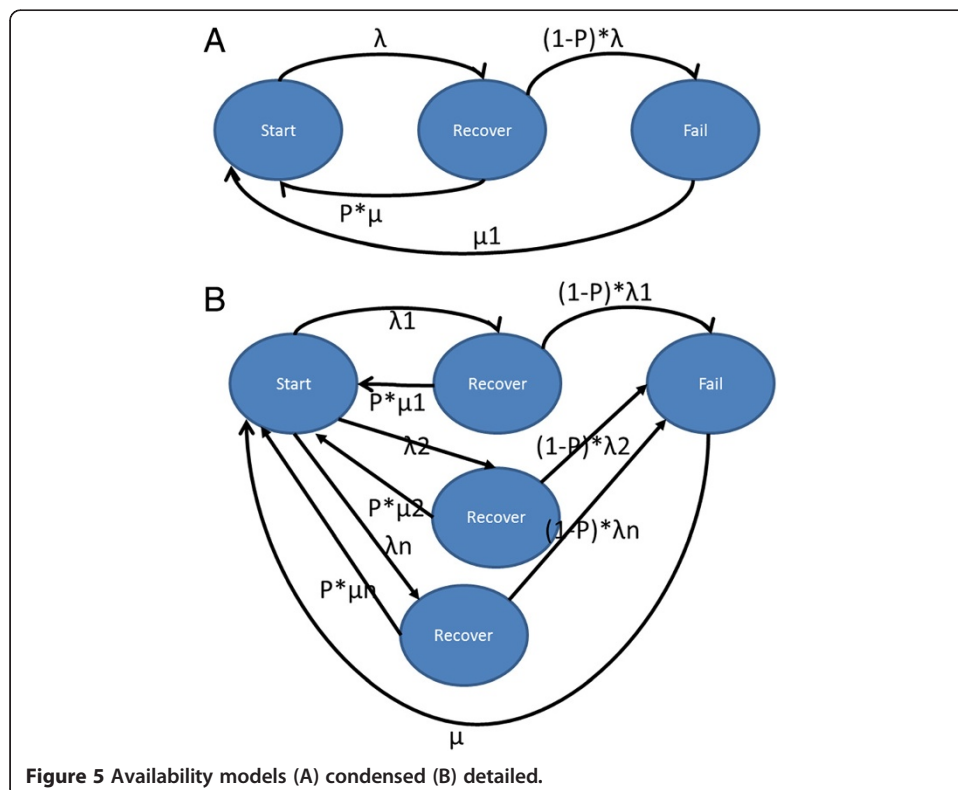 A
λ
(1-P)*λ
Start
Recover
Fail
P*μ
μ1
B
(1-P)*λ1
λ1
Start
Recover
Fail
P*μ1
λ2
(1-P)*λ2
P*μ2
Recover
(1-P)*λn
λn
P*μn
Recover
μ
Figure 5 Availability models (A) condensed (B) detailed.